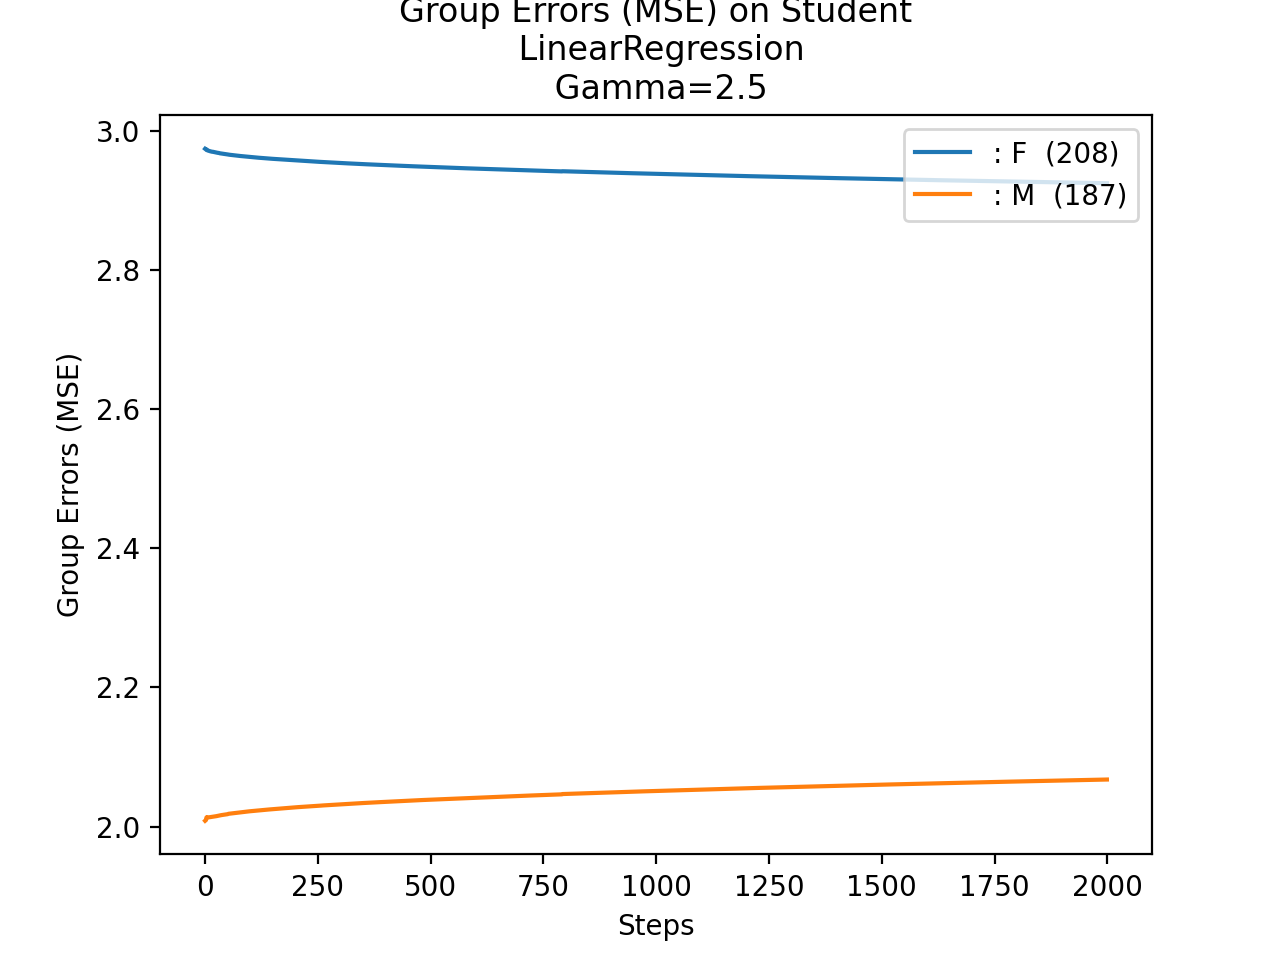 Group Errors (MSE) on Student
LinearRegression
Gamma=2.5
: F (208)
: M (187)
Group Errors (MSE)
3.0
2.8
2.6
2.4
2.2
2.0
0 250 500 750 1000 1250 1500 1750 2000
Steps